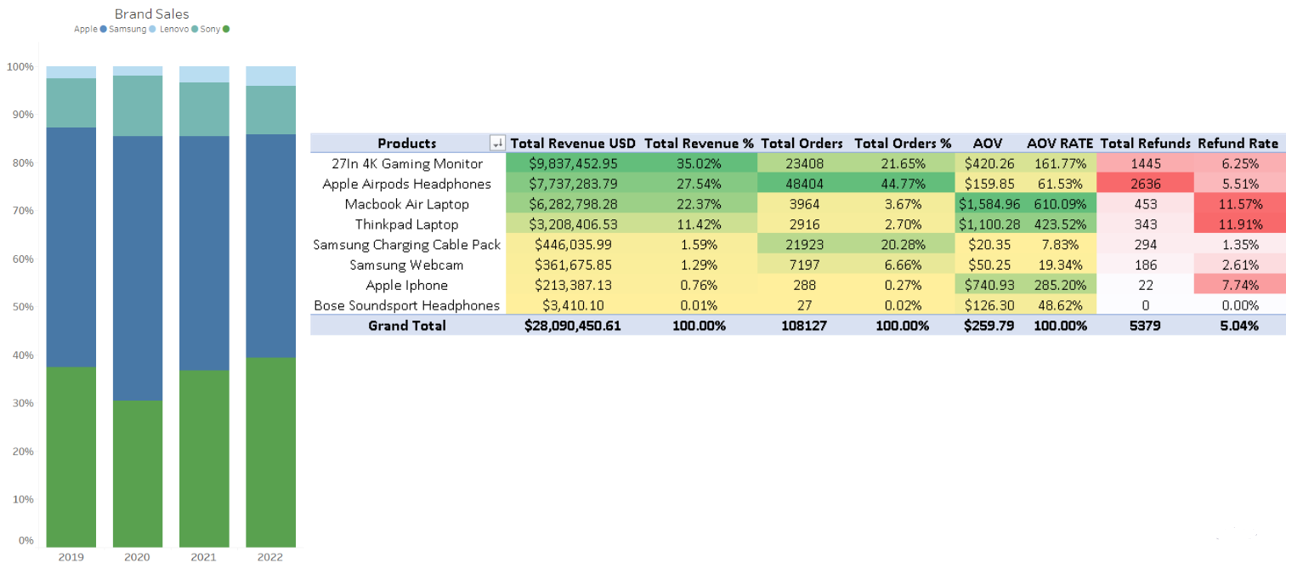 Brand Sales
Apple Samsung Lenovo Sony
100%
90%
80%
70%
60%
50%
40%
30%
20%
10%
0%
2019 2020 2021 2022
Products Total Revenue USD Total Revenue % Total Orders Total Orders % AOV AOV RATE Total Refunds Refund Rate
27In 4K Gaming Monitor $9,837,452.95 35.02% 23408 21.65% $420.26 161.77% 1445 6.25%
Apple Airpods Headphones $7,737,283.79 27.54% 48404 44.77% $159.85 61.53% 2636 5.51%
Macbook Air Laptop $6,282,798.28 22.37% 3964 3.67% $1,584.96 610.09% 453 11.57%
Thinkpad Laptop $3,208,406.53 11.42% 2916 2.70% $1,100.28 423.52% 343 11.91%
Samsung Charging Cable Pack $446,035.99 1.59% 21923 20.28% $20.35 7.83% 294 1.35%
Samsung Webcam $361,675.85 1.29% 7197 6.66% $50.25 19.34% 186 2.61%
Apple Iphone $213,387.13 0.76% 288 0.27% $740.93 285.20% 22 7.74%
Bose Soundsport Headphones $3,410.10 0.01% 27 0.02% $126.30 48.62% 0 0.00%
Grand Total $28,090,450.61 100.00% 108127 100.00% $259.79 100.00% 5379 5.04%